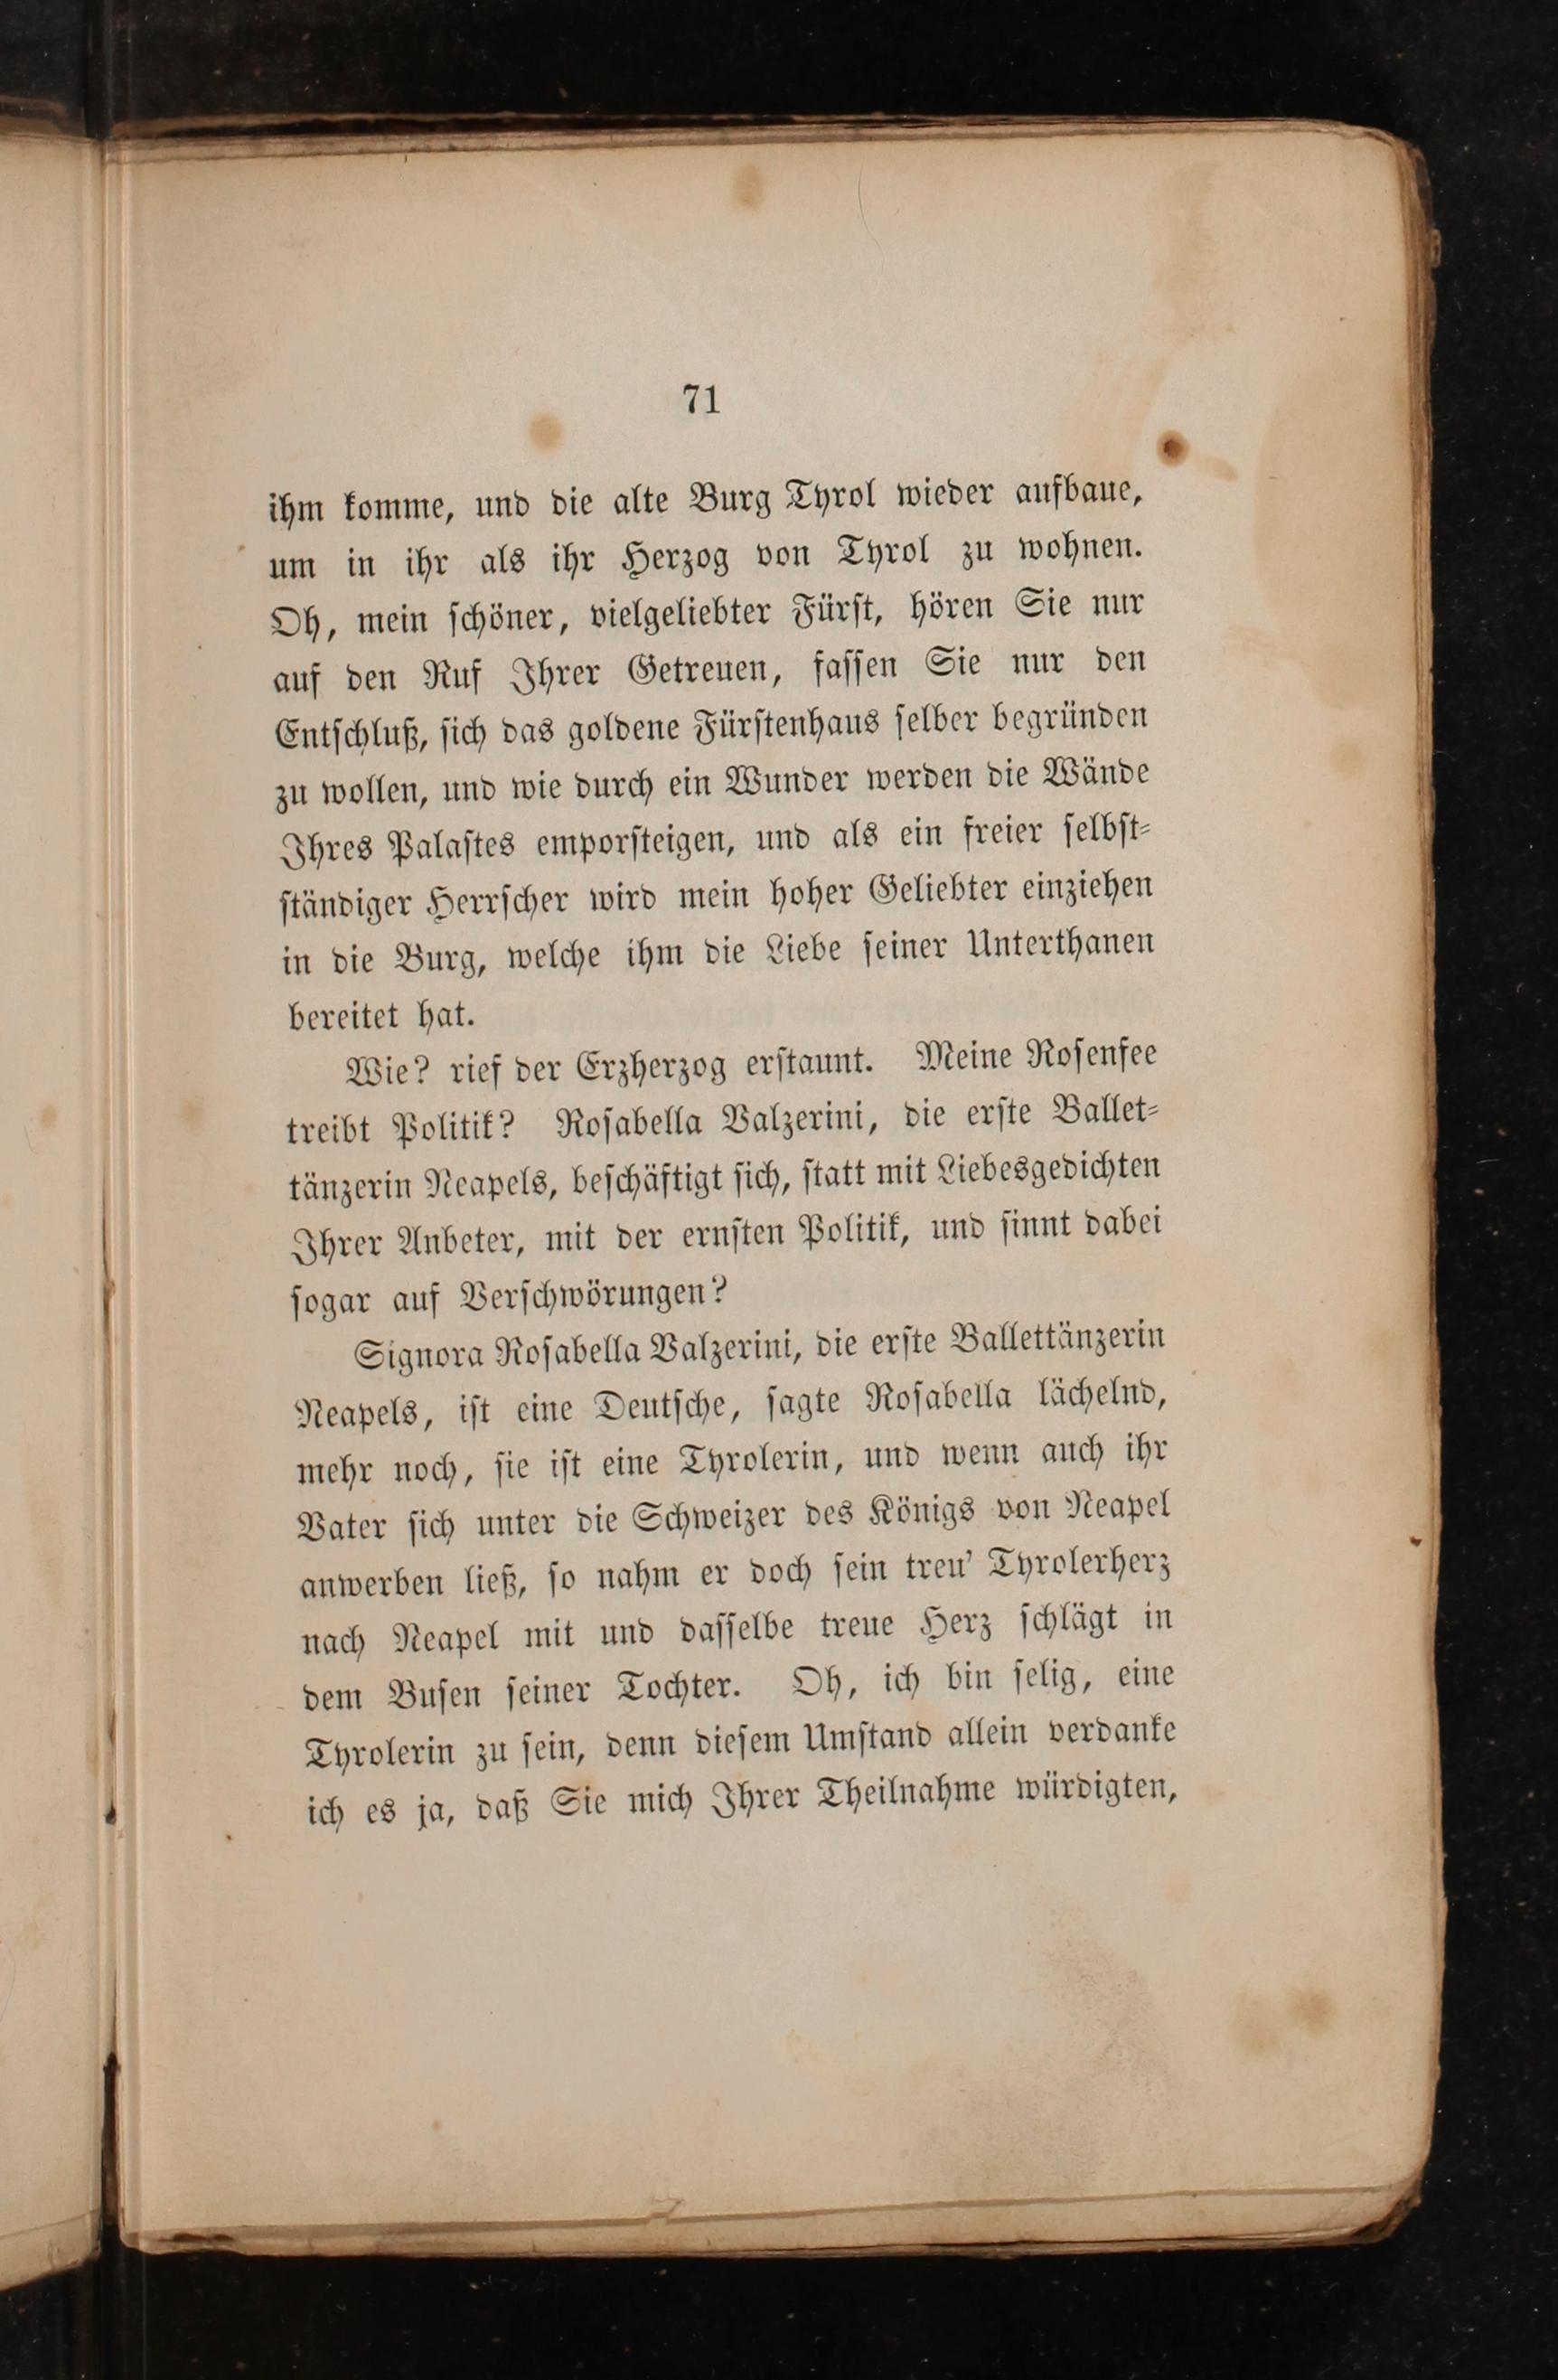 71
ihm komme, und die alte Burg Tyrol wieder aufbaue,
um in ihr als ihr Herzog von Tyrol zu wohnen.
Oh, mein schöner, vielgeliebter Fürst, hören Sie nur
auf den Ruf Ihrer Getreuen, fassen Sie nur den
Entschluß, sich das goldene Fürstenhaus selber begründen
zu wollen, und wie durch ein Wunder werden die Wände
Ihres Palastes emporsteigen, und als ein freier selbst-
ständiger Herrscher wird mein hoher Geliebter einziehen
in die Burg, welche ihm die Liebe seiner Unterthanen
bereitet hat.
Wie? rief der Erzherzog erstaunt. Meine Rosenfee
treibt Politik? Rosabella Valzerini, die erste Ballet-
tänzerin Neapels, beschäftigt sich, statt mit Liebesgedichten
Ihrer Anbeter, mit der ernsten Politik, und sinnt dabei
sogar auf Verschwörungen?
Signora Rosabella Valzerini, die erste Ballettänzerin
Neapels, ist eine Deutsche, sagte Rosabella lächelnd,
mehr noch, sie ist eine Tyrolerin, und wenn auch ihr
Vater sich unter die Schweizer des Königs von Neapel
anwerben ließ, so nahm er doch sein treu' Tyrolerherz
nach Neapel mit und dasselbe treue Herz schlägt in
dem Busen seiner Tochter. Oh, ich bin selig, eine
Tyrolerin zu sein, denn diesem Umstand allein verdanke
ich es ja, daß Sie mich Ihrer Theilnahme würdigten,